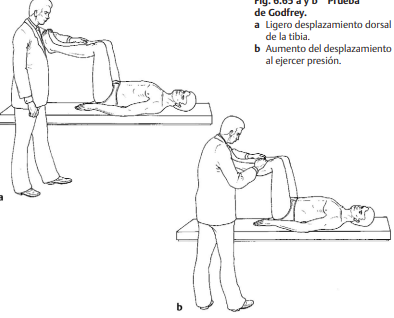 Fig. 6.65 a y b Prueba
de Godfrey.
a Ligero desplazamiento dorsal
de la tibia.
b Aumento del desplazamiento
al ejercer presión.
a
b